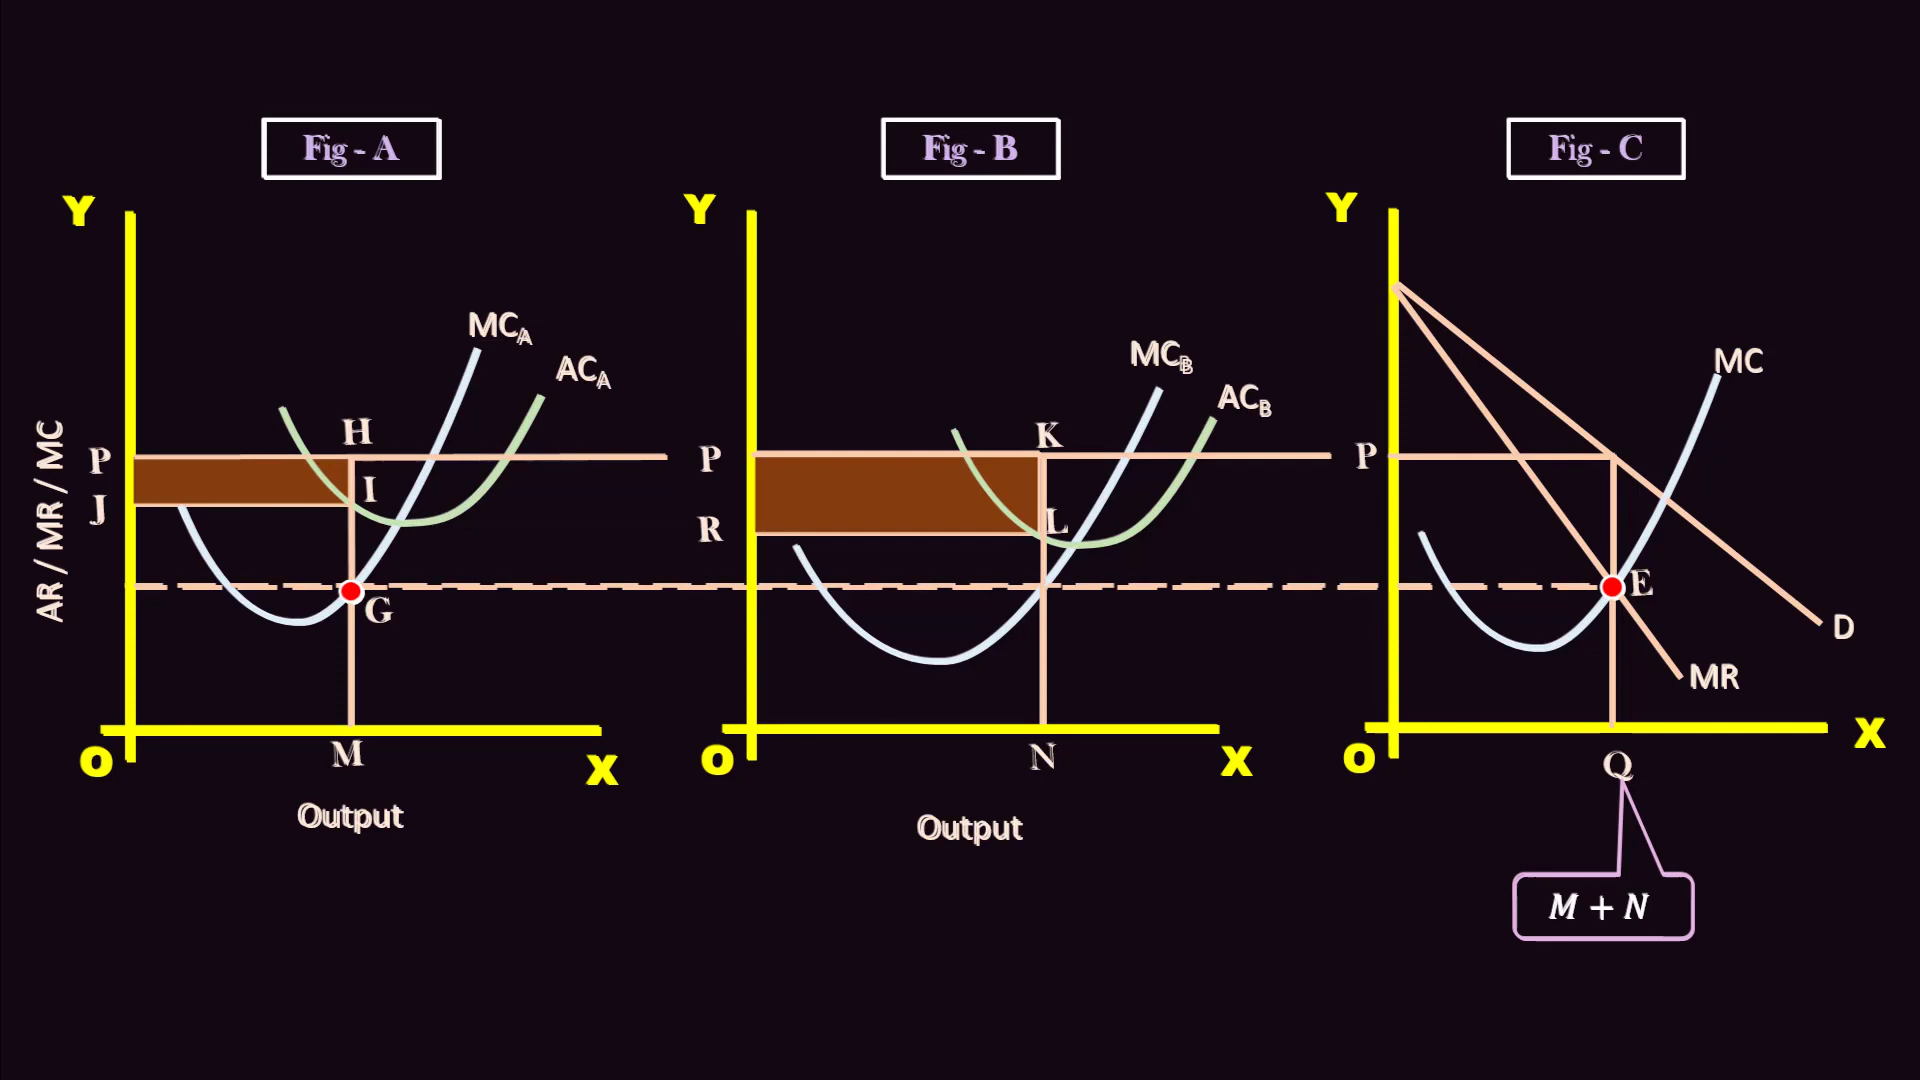 Fig - A
Fig - B
Fig - C
Y
Y
Y
MC_A
AC_A
MC_B
AC_B
MC
AR / MR / MC
P
H
J
I
G
P
K
R
L
P
E
D
MR
O
M
X
O
N
X
O
Q
X
Output
Output
M + N